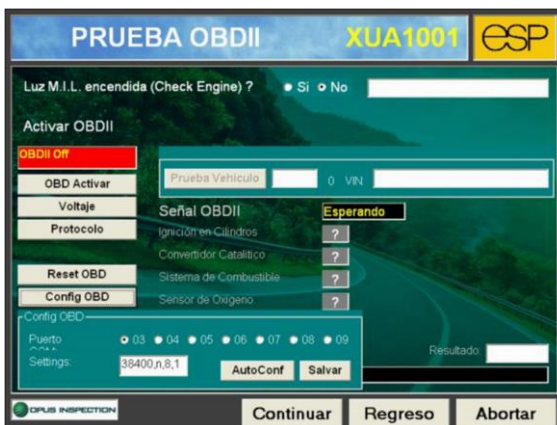 PRUEBA OBDII XUA1001 esp
Luz M.I.L. encendida (Check Engine) ? Si No
Activar OBDII
OBDII Off
Prueba Vehiculo 0 VIN:
OBD Activar
Voltaje
Señal OBDII Esperando
Protocolo
Ignición en Cilindros ?
Convertidor Catalítico ?
Reset OBD
Sistema de Combustible ?
Config OBD
Sensor de Oxigeno ?
Config OBD
Puerto 03 04 05 06 07 08 09
Resultado:
Settings: 38400,n,8,1 AutoConf Salvar
OPUS INSPECTION Continuar Regreso Abortar